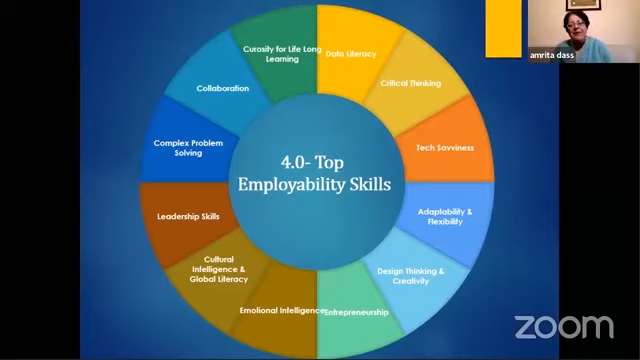 Curosity for Life Long
Learning
Data Literacy
Critical Thinking
Tech Savviness
Adaptability &
Flexibility
Design Thinking &
Creativity
Entrepreneurship
Emotional Intelligence
Cultural
Intelligence &
Global Literacy
Leadership Skills
Complex Problem
Solving
Collaboration
4.0- Top
Employability Skills
amrita dass
zoom